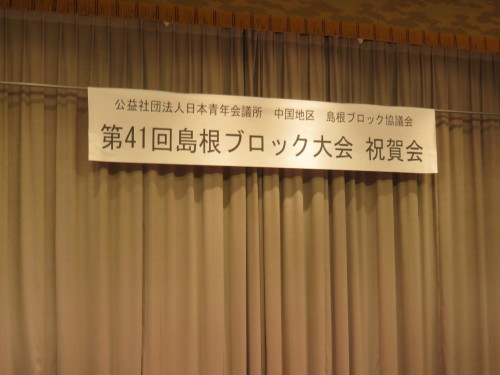 公益社団法人日本青年会議所　中国地区　島根ブロック協議会
第41回島根ブロック大会 祝賀会